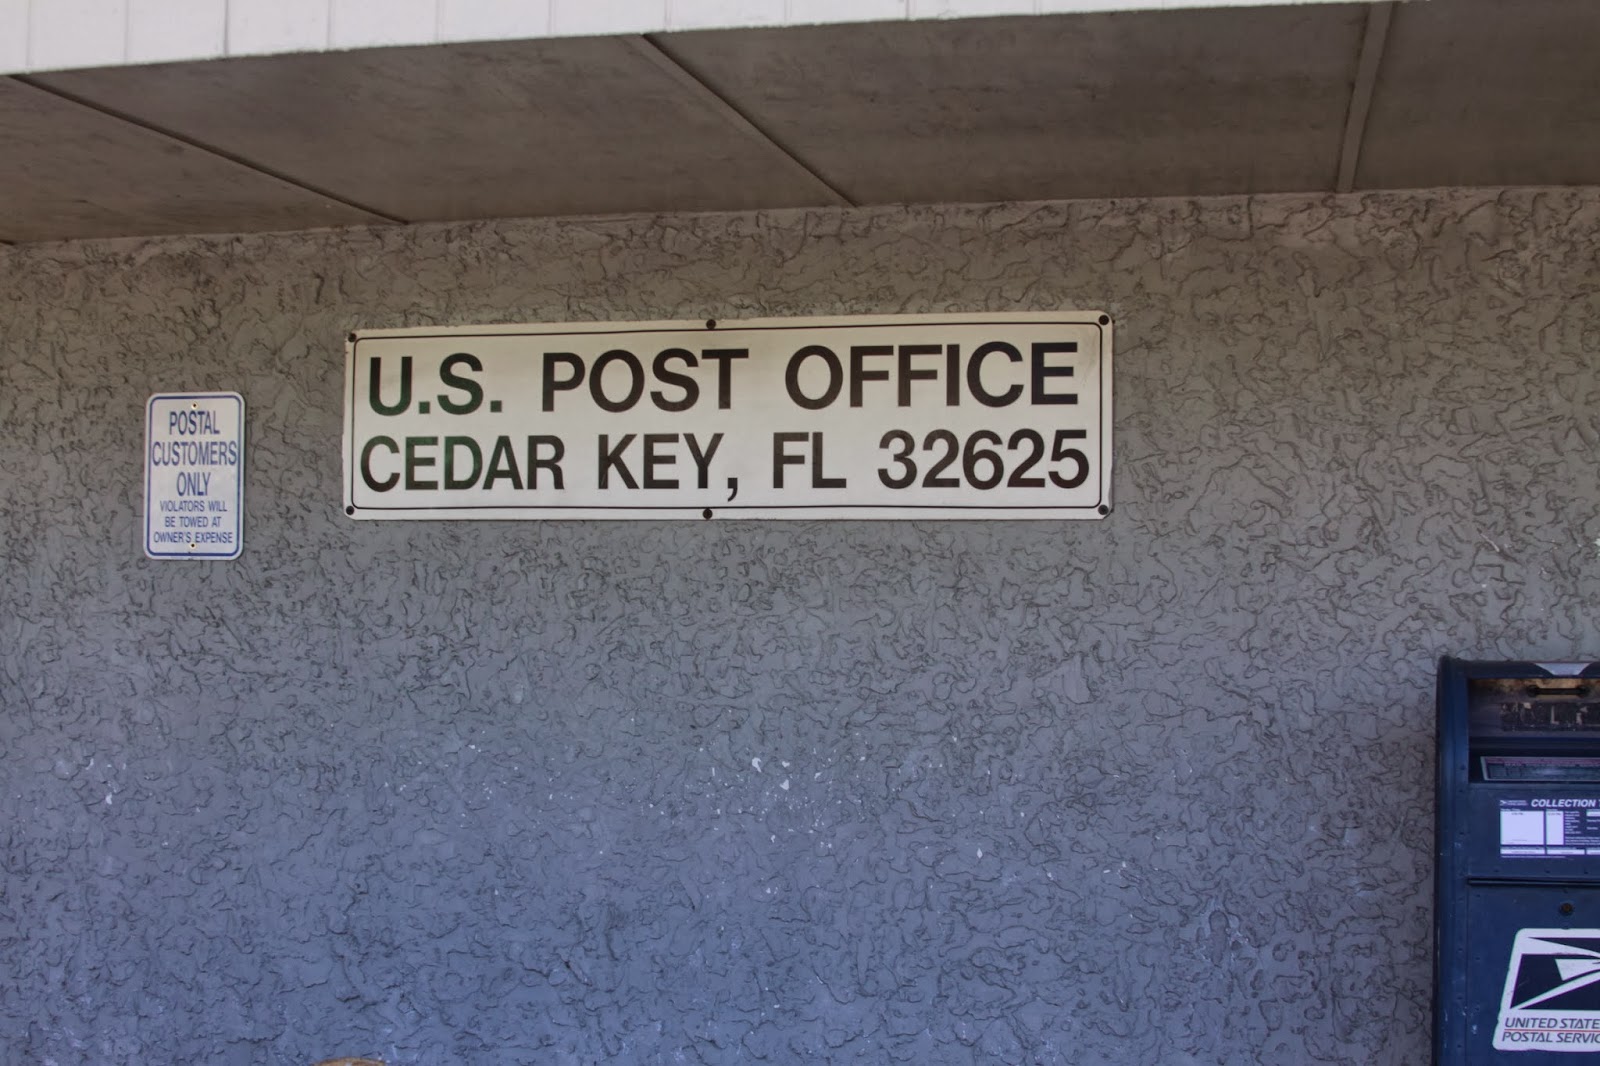 U.S. POST OFFICE
CEDAR KEY, FL 32625
POSTAL
CUSTOMERS
ONLY
VIOLATORS WILL
BE TOWED AT
OWNER'S EXPENSE
COLLECTION
UNITED STATE
POSTAL SERVIC